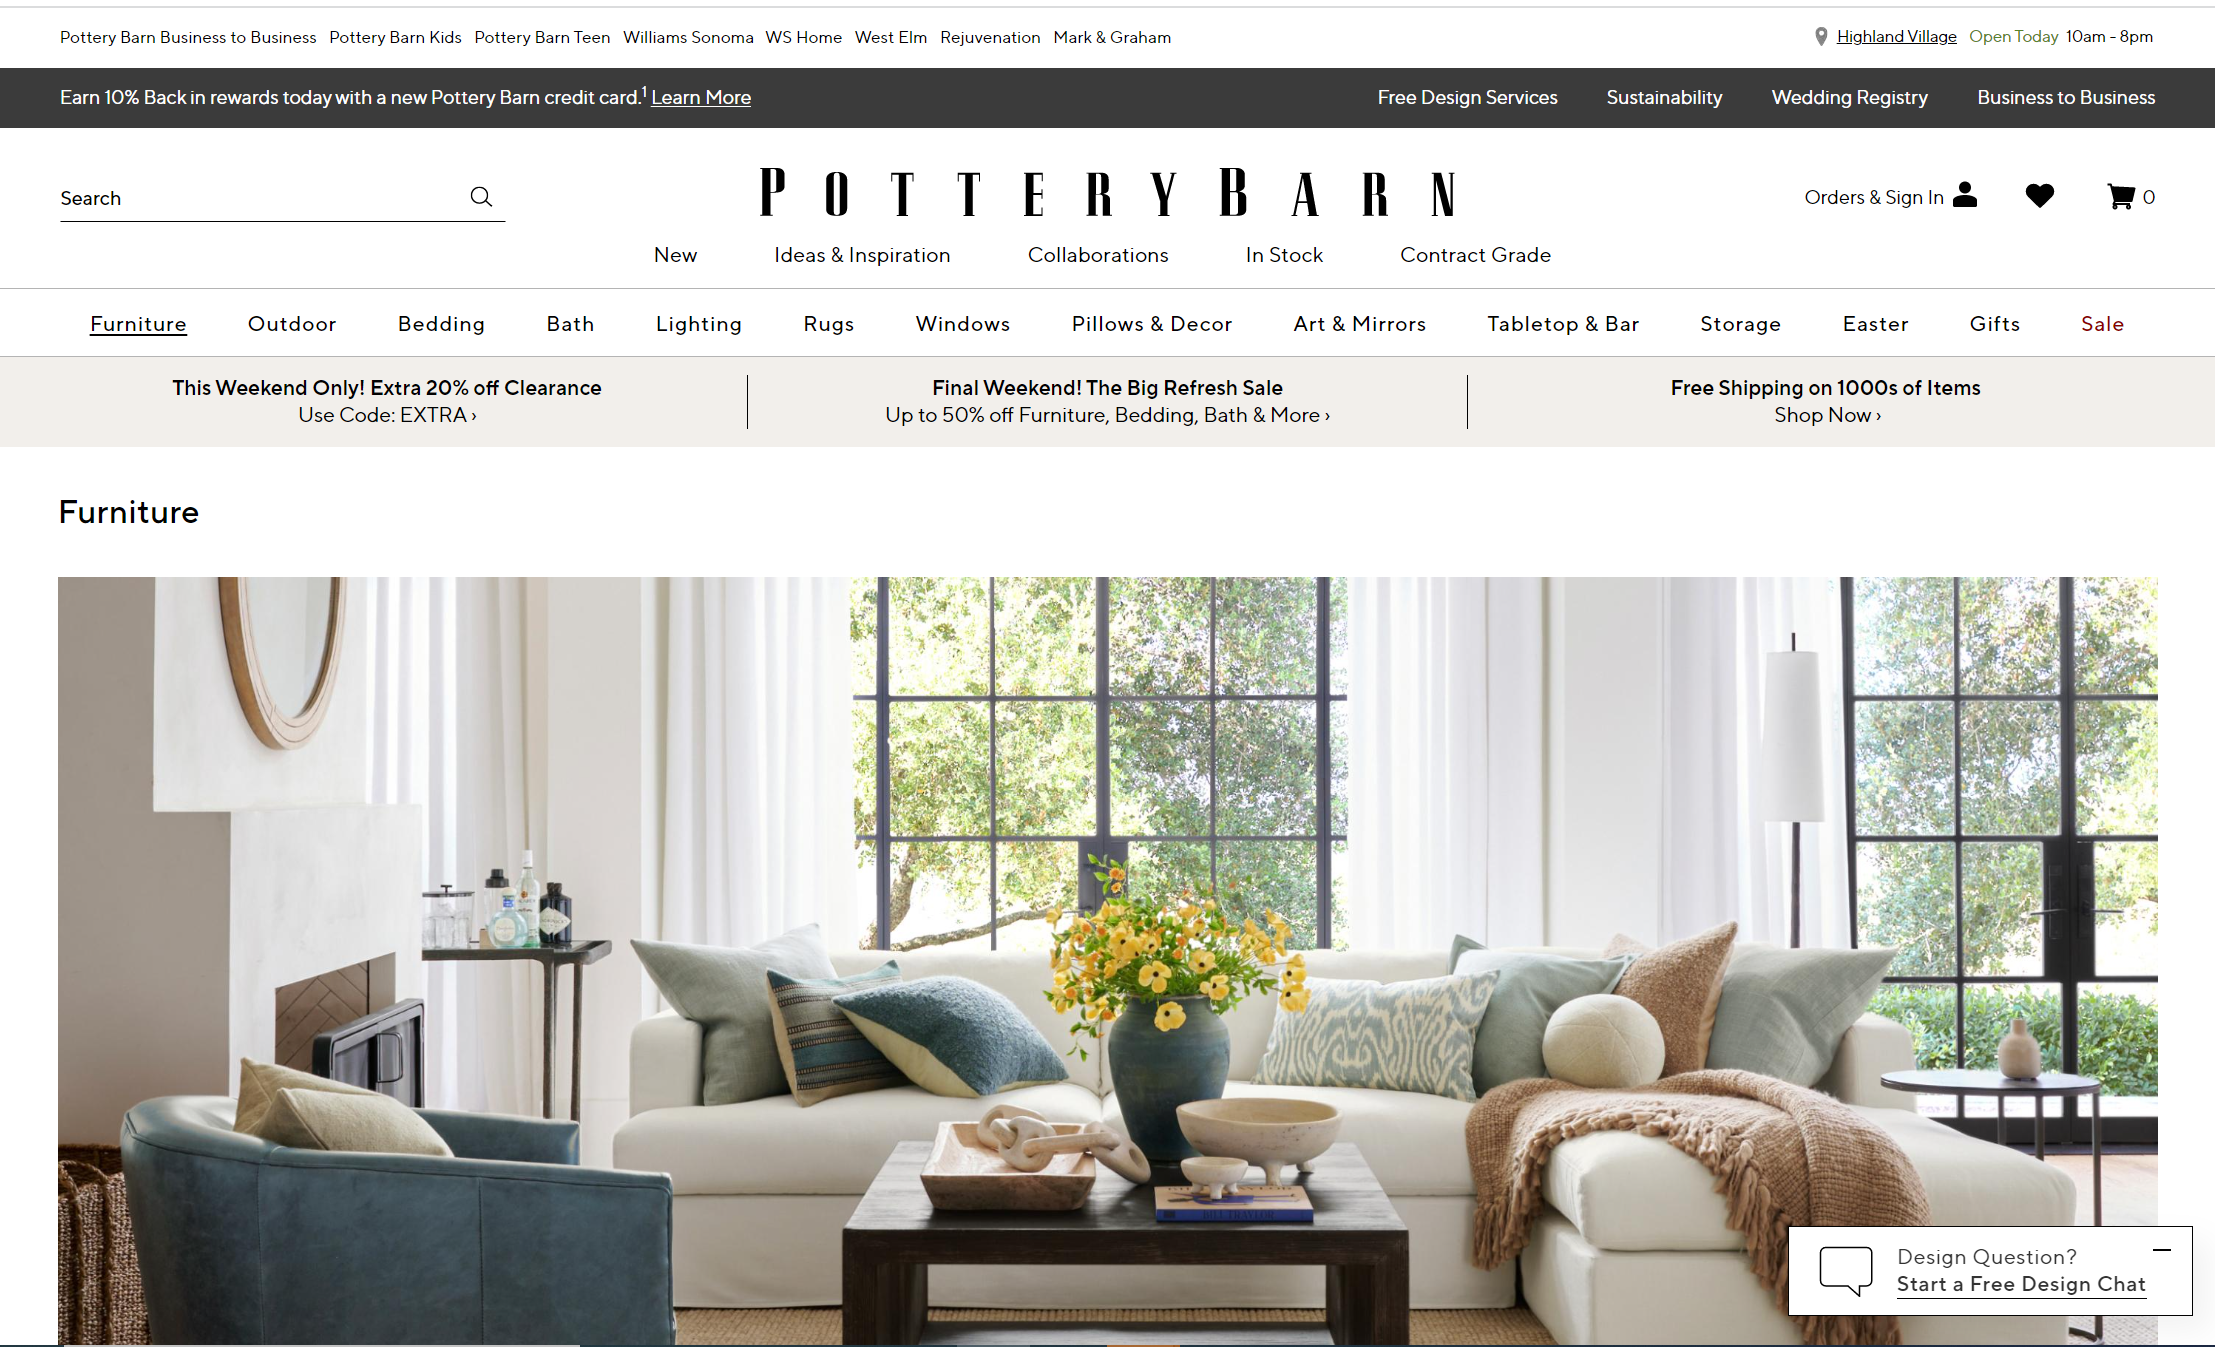 Pottery Barn Business to Business Pottery Barn Kids Pottery Barn Teen Williams Sonoma WS Home West Elm Rejuvenation Mark & Graham
Highland Village Open Today 10am - 8pm
Earn 10% Back in rewards today with a new Pottery Barn credit card.¹ Learn More
Free Design Services Sustainability Wedding Registry Business to Business
Search
POTTERY BARN
Orders & Sign In
0
New Ideas & Inspiration Collaborations In Stock Contract Grade
Furniture Outdoor Bedding Bath Lighting Rugs Windows Pillows & Decor Art & Mirrors Tabletop & Bar Storage Easter Gifts Sale
This Weekend Only! Extra 20% off Clearance
Use Code: EXTRA ›
Final Weekend! The Big Refresh Sale
Up to 50% off Furniture, Bedding, Bath & More ›
Free Shipping on 1000s of Items
Shop Now ›
Furniture
Design Question?
Start a Free Design Chat